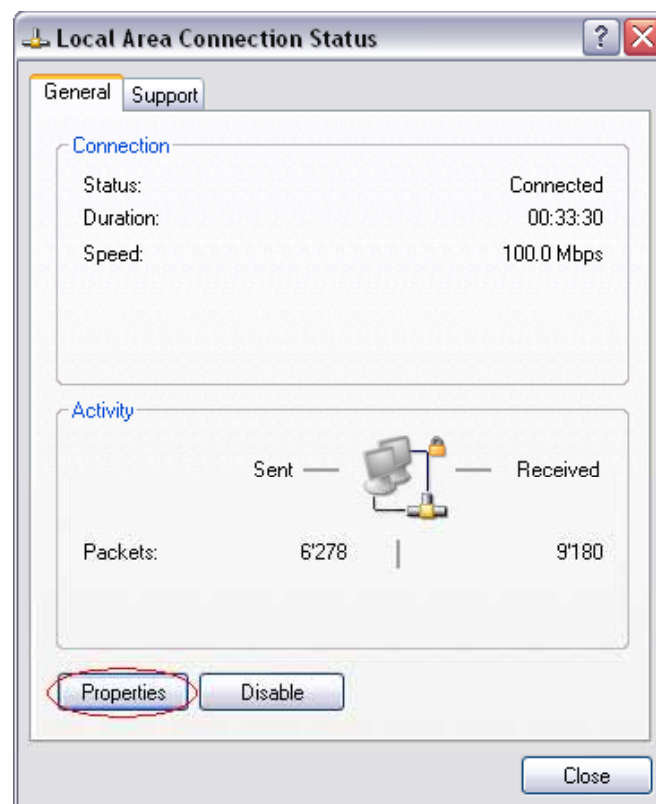 Local Area Connection Status
General Support
Connection
Status: Connected
Duration: 00:33:30
Speed: 100.0 Mbps
Activity
Sent — — Received
Packets: 6'278 | 9'180
Properties Disable
Close